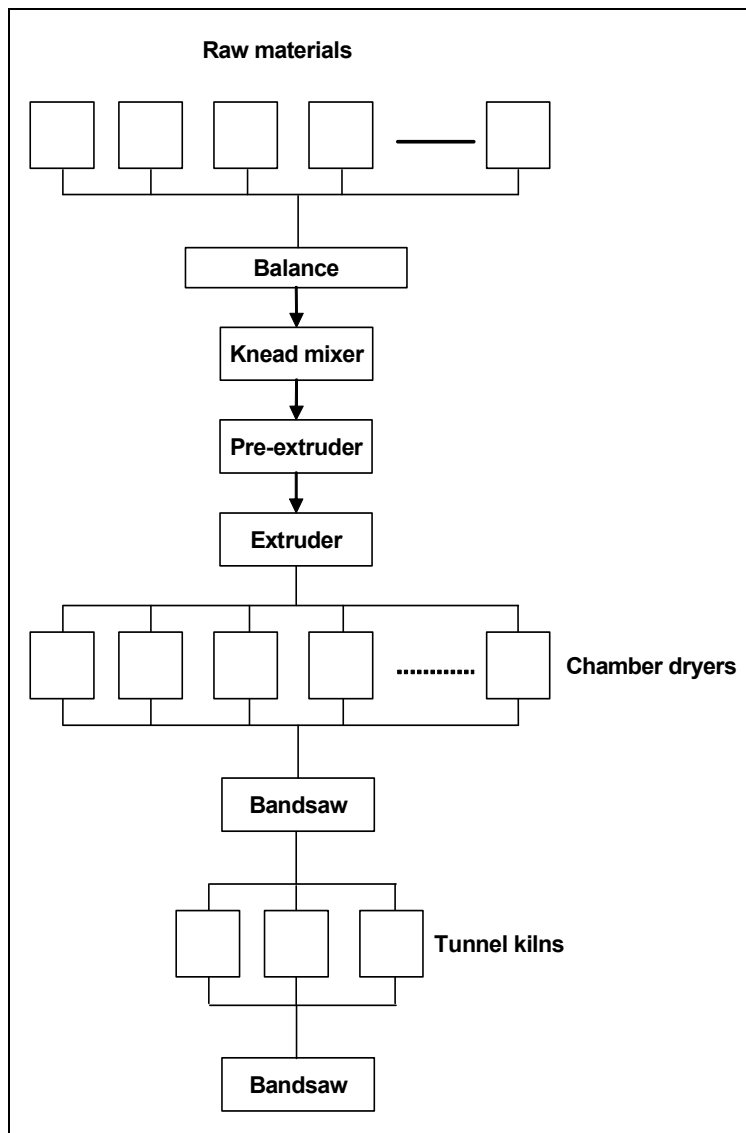 Raw materials
Balance
Knead mixer
Pre-extruder
Extruder
Chamber dryers
Bandsaw
Tunnel kilns
Bandsaw